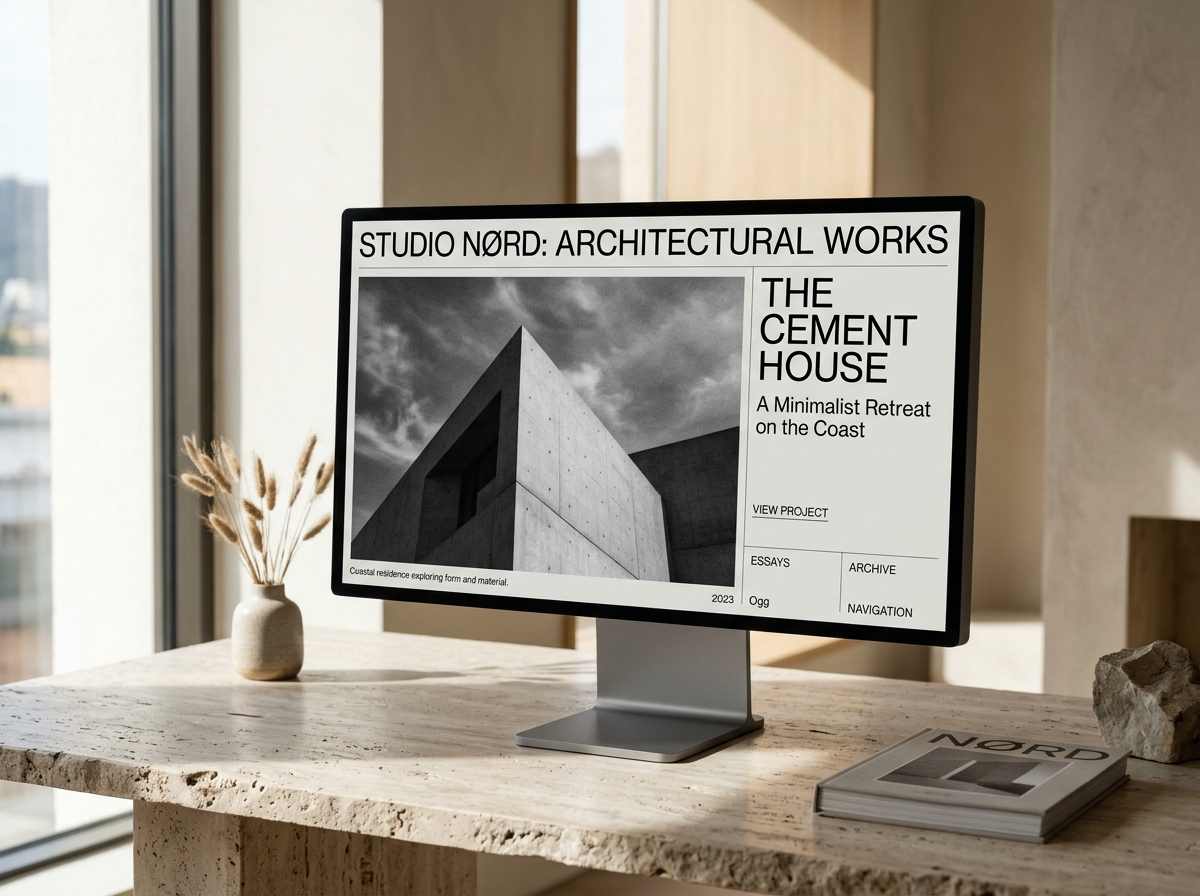 STUDIO NØRD: ARCHITECTURAL WORKS
THE
CEMENT
HOUSE
A Minimalist Retreat
on the Coast
VIEW PROJECT
Cuastal residence exploring form and material.
2023
ESSAYS
ARCHIVE
Ogg
NAVIGATION
NØRD